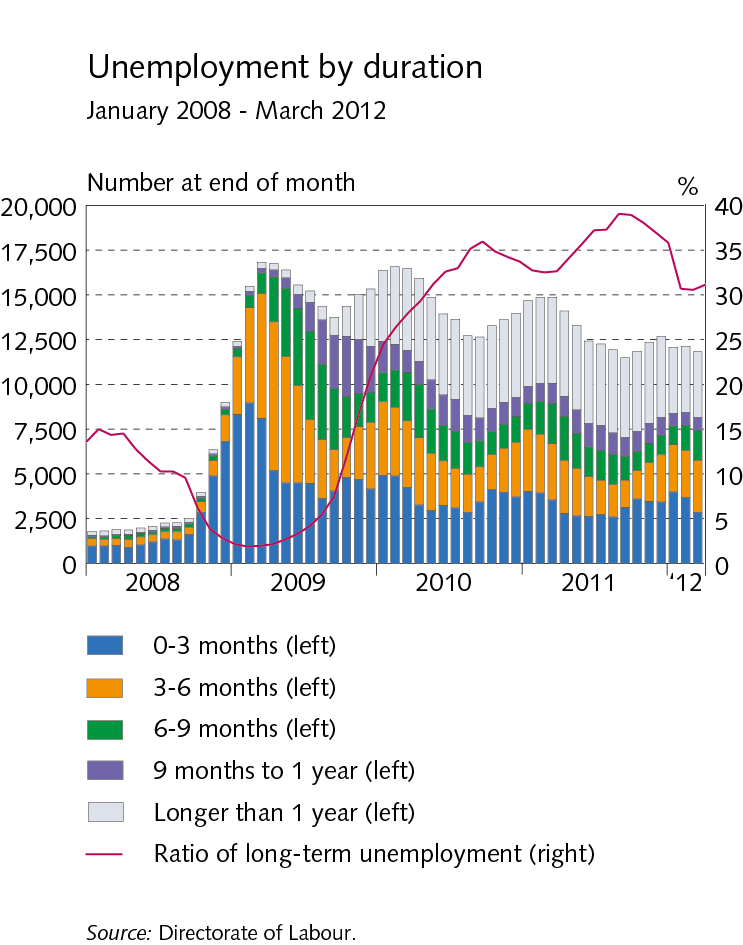 Unemployment by duration
January 2008 - March 2012
Number at end of month %
20,000 40
17,500 35
15,000 30
12,500 25
10,000 20
7,500 15
5,000 10
2,500 5
0 0
2008 2009 2010 2011 '12
0-3 months (left)
3-6 months (left)
6-9 months (left)
9 months to 1 year (left)
Longer than 1 year (left)
Ratio of long-term unemployment (right)
Source: Directorate of Labour.